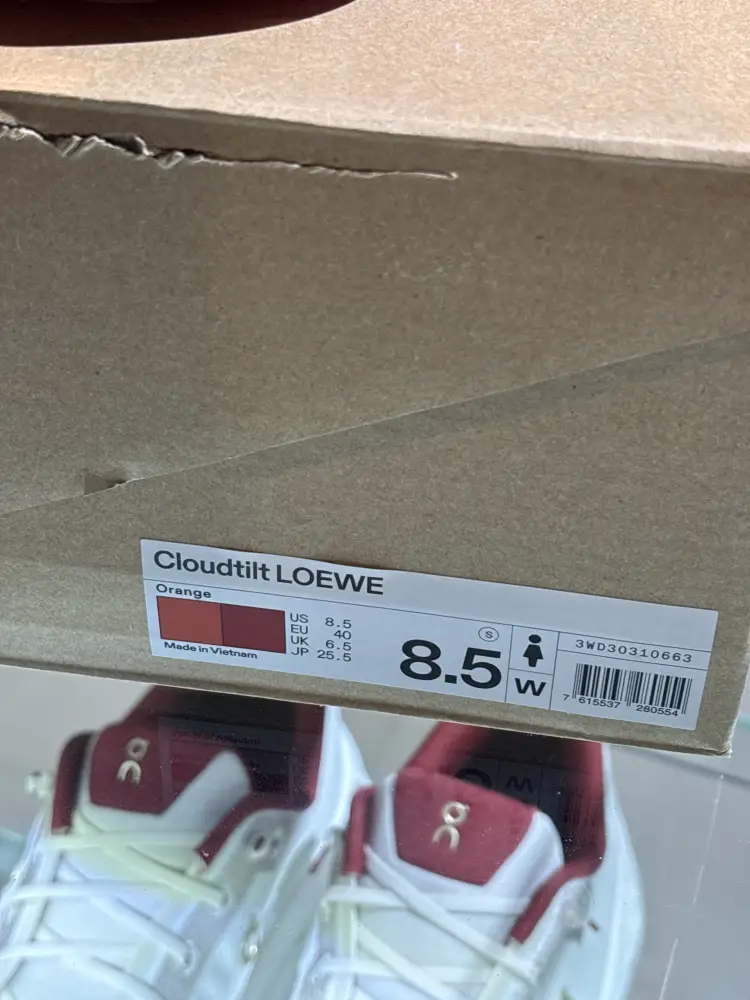 Cloudtilt LOEWE
Orange
US 8.5
EU 40
UK 6.5
JP 25.5
Made in Vietnam
8.5
S
W
3WD30310663
7 615537 280554